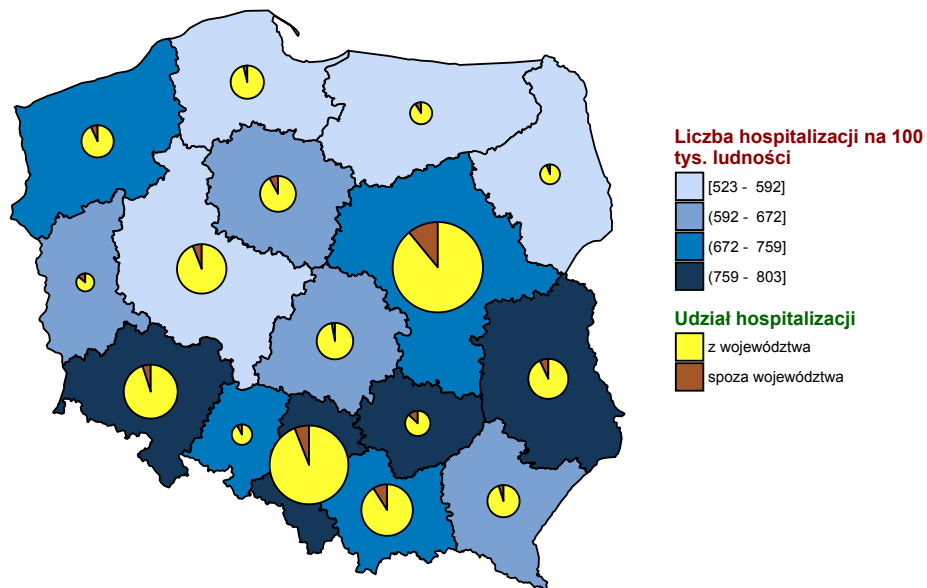 Liczba hospitalizacji na 100
tys. ludności
[523 - 592]
(592 - 672]
(672 - 759]
(759 - 803]
Udział hospitalizacji
z województwa
spoza województwa